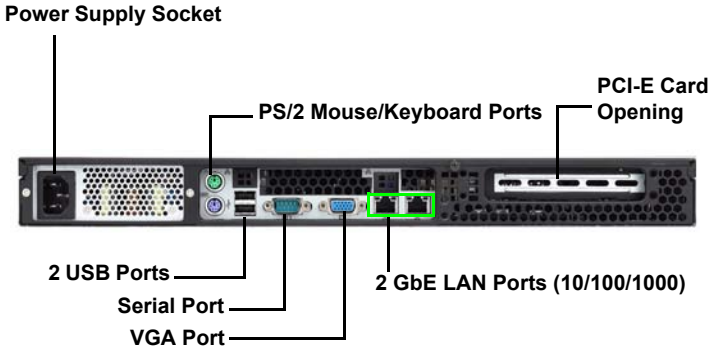 Power Supply Socket
PS/2 Mouse/Keyboard Ports
PCI-E Card
Opening
2 USB Ports
2 GbE LAN Ports (10/100/1000)
Serial Port
VGA Port